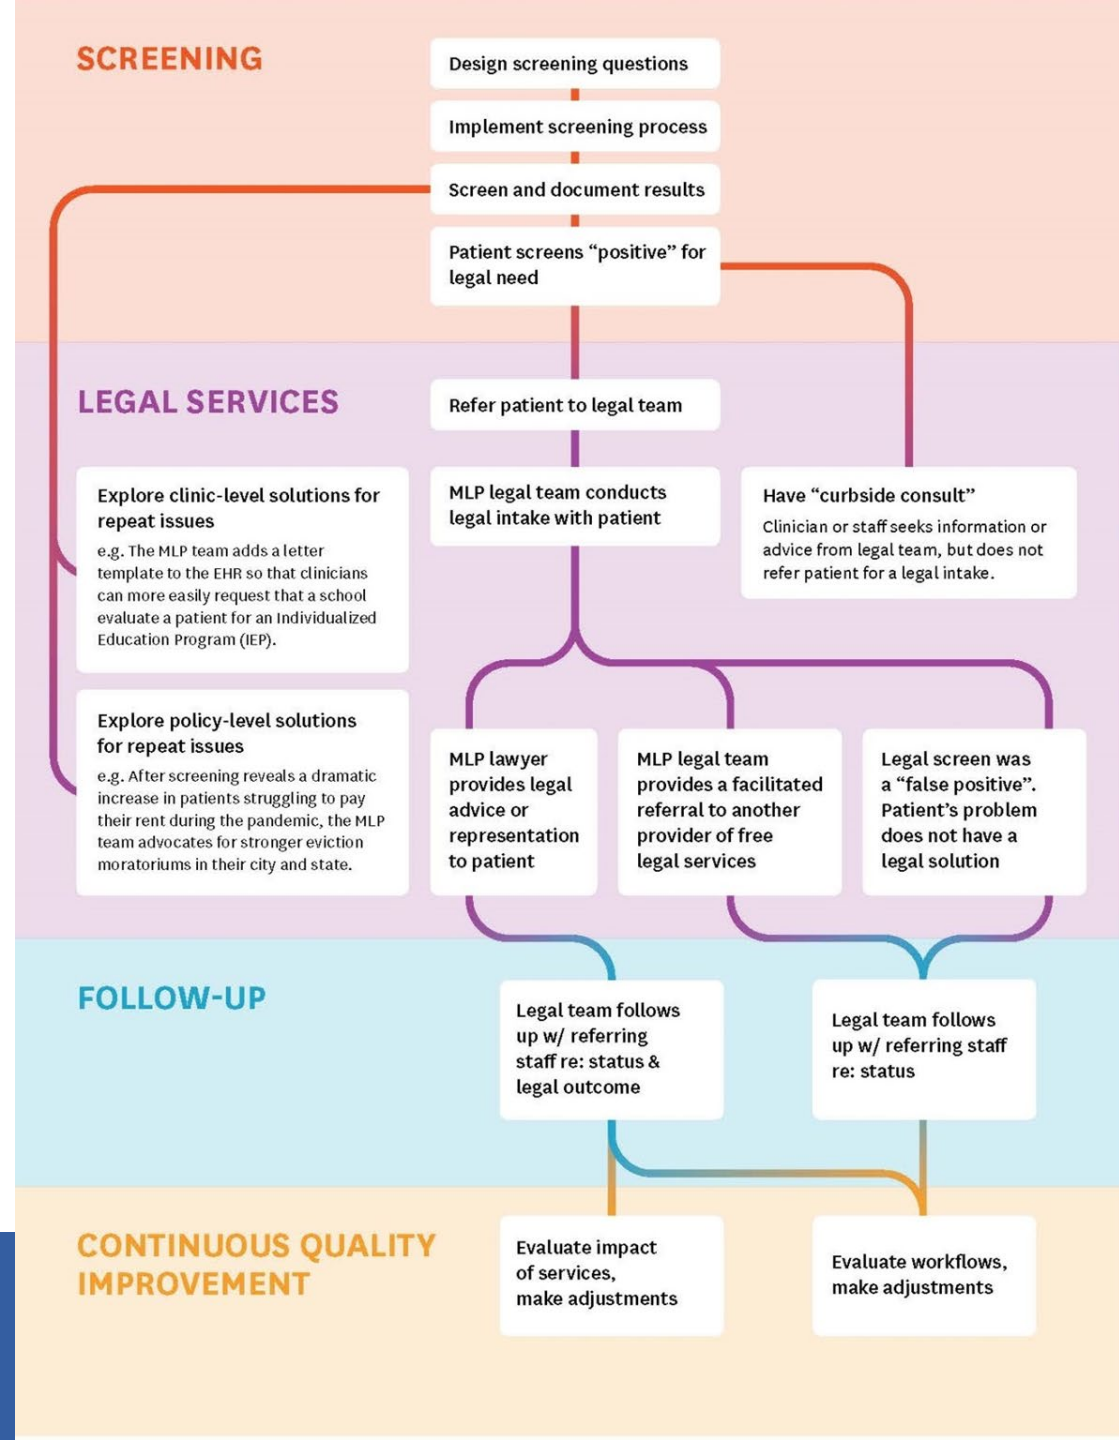 SCREENING
Design screening questions
Implement screening process
Screen and document results
Patient screens “positive” for
legal need
LEGAL SERVICES
Refer patient to legal team
Explore clinic-level solutions for
repeat issues
e.g. The MLP team adds a letter
template to the EHR so that clinicians
can more easily request that a school
evaluate a patient for an Individualized
Education Program (IEP).
MLP legal team conducts
legal intake with patient
Have “curbside consult”
Clinician or staff seeks information or
advice from legal team, but does not
refer patient for a legal intake.
Explore policy-level solutions
for repeat issues
e.g. After screening reveals a dramatic
increase in patients struggling to pay
their rent during the pandemic, the MLP
team advocates for stronger eviction
moratoriums in their city and state.
MLP lawyer
provides legal
advice or
representation
to patient
MLP legal team
provides a facilitated
referral to another
provider of free
legal services
Legal screen was
a “false positive”.
Patient’s problem
does not have a
legal solution
FOLLOW-UP
Legal team follows
up w/ referring
staff re: status &
legal outcome
Legal team follows
up w/ referring staff
re: status
CONTINUOUS QUALITY
IMPROVEMENT
Evaluate impact
of services,
make adjustments
Evaluate workflows,
make adjustments